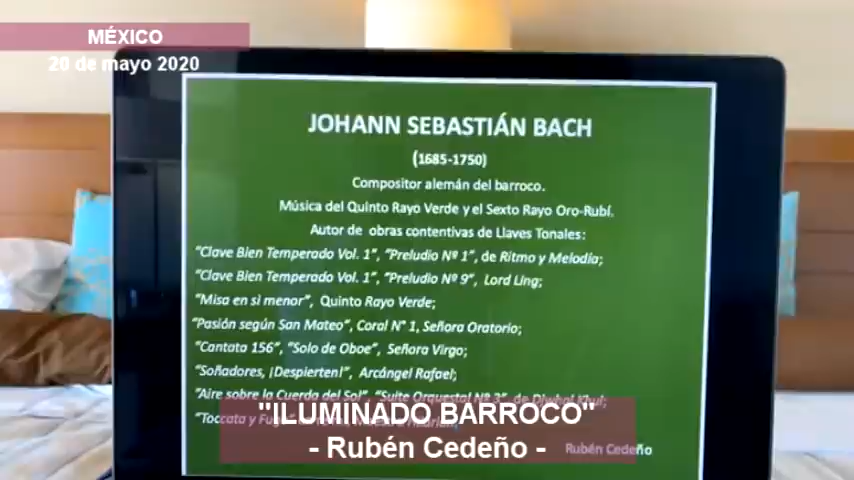 MÉXICO
20 de mayo 2020
JOHANN SEBASTIÁN BACH
(1685-1750)
Compositor alemán del barroco.
Música del Quinto Rayo Verde y el Sexto Rayo Oro-Rubí.
Autor de obras contentivas de Llaves Tonales:
"Clave Bien Temperado Vol. 1", "Preludio Nº 1", de Ritmo y Melodía;
"Clave Bien Temperado Vol. 1", "Preludio Nº 9", Lord Ling;
"Misa en si menor", Quinto Rayo Verde;
"Pasión según San Mateo", Coral N° 1, Señora Oratorio;
"Cantata 156", "Solo de Oboe", Señora Virgo;
"Soñadores, ¡Despierten!", Arcángel Rafael;
"Aire sobre la Cuerda del Sol", "Suite Orquestal Nº 3", de Djwhal Khul;
"Toccata y Fuga
"ILUMINADO BARROCO"
- Rubén Cedeño -
Rubén Cedeño